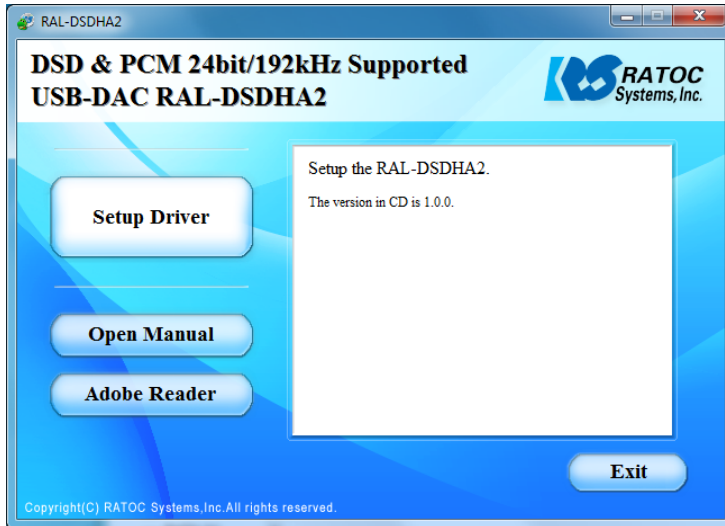 RAL-DSDHA2
DSD & PCM 24bit/192kHz Supported
USB-DAC RAL-DSDHA2
RATOC
Systems, Inc.
Setup the RAL-DSDHA2.
The version in CD is 1.0.0.
Setup Driver
Open Manual
Adobe Reader
Exit
Copyright(C) RATOC Systems,Inc.All rights reserved.